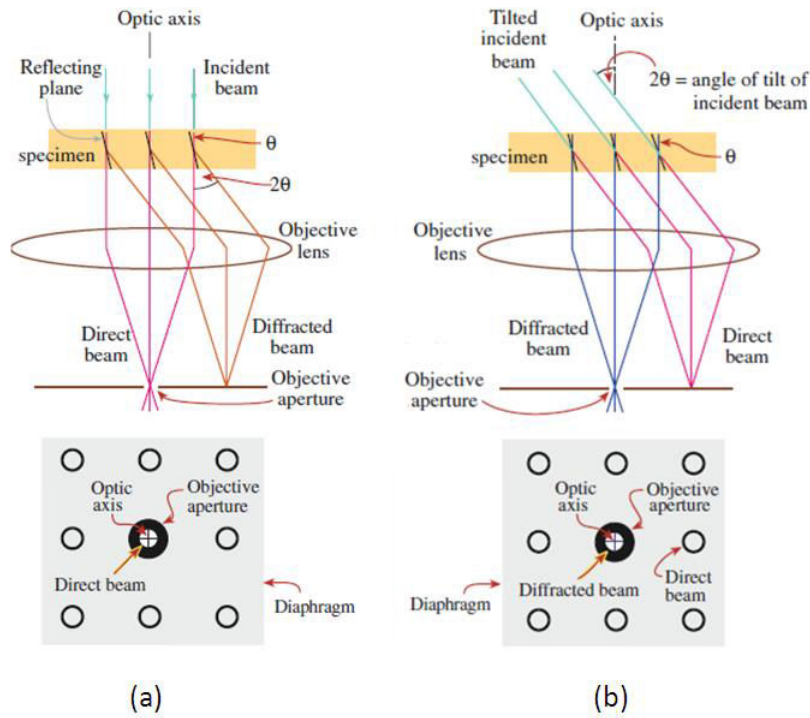 Optic axis
Reflecting
plane
Incident
beam
θ
specimen
2θ
Objective
lens
Direct
beam
Diffracted
beam
Objective
aperture
Optic
axis
Objective
aperture
Direct beam
Diaphragm
(a)
Tilted
incident
beam
Optic axis
2θ = angle of tilt of
incident beam
specimen
θ
Objective
lens
Diffracted
beam
Direct
beam
Objective
aperture
Optic
axis
Objective
aperture
Diffracted beam
Direct
beam
Diaphragm
(b)